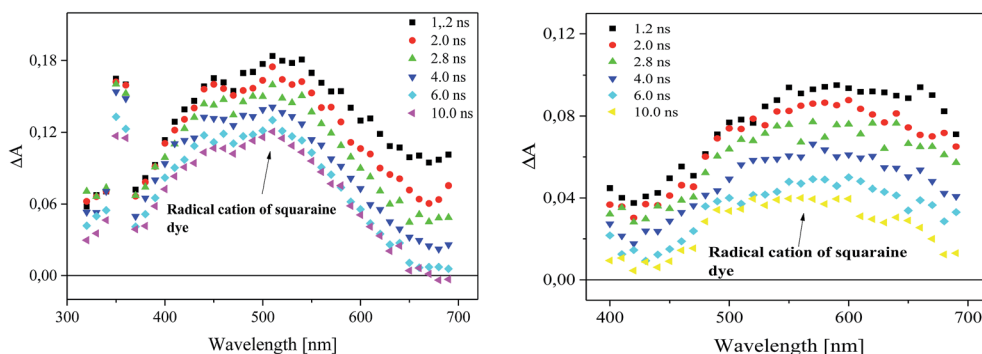 0,18
0,12
0,06
0,00
ΔA
1,.2 ns
2.0 ns
2.8 ns
4.0 ns
6.0 ns
10.0 ns
Radical cation of squaraine
dye
300
400
500
600
700
Wavelength [nm]
0,12
0,08
0,04
0,00
ΔA
1.2 ns
2.0 ns
2.8 ns
4.0 ns
6.0 ns
10.0 ns
Radical cation of squaraine
dye
400
500
600
700
Wavelength [nm]